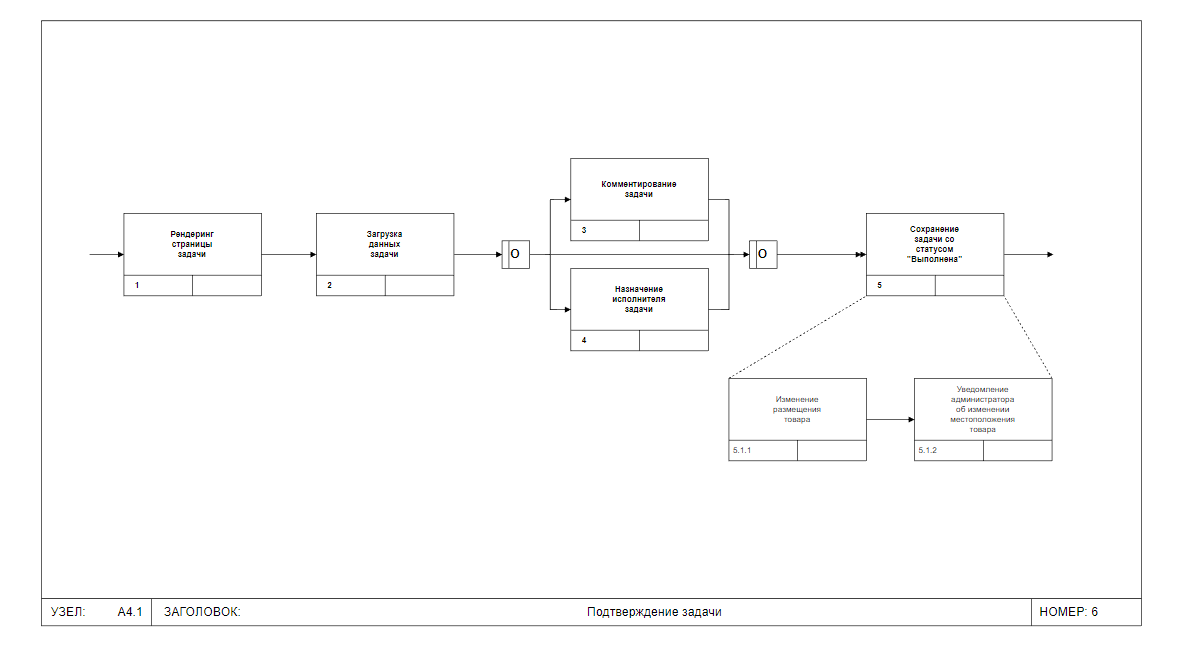 Комментирование
задачи
3
Рендеринг
страницы
задачи
1
Загрузка
данных
задачи
2
O
O
Сохранение
задачи со
статусом
"Выполнена"
5
Назначение
исполнителя
задачи
4
Изменение
размещения
товара
5.1.1
Уведомление
администратора
об изменении
местоположения
товара
5.1.2
УЗЕЛ: A4.1 ЗАГОЛОВОК: Подтверждение задачи НОМЕР: 6